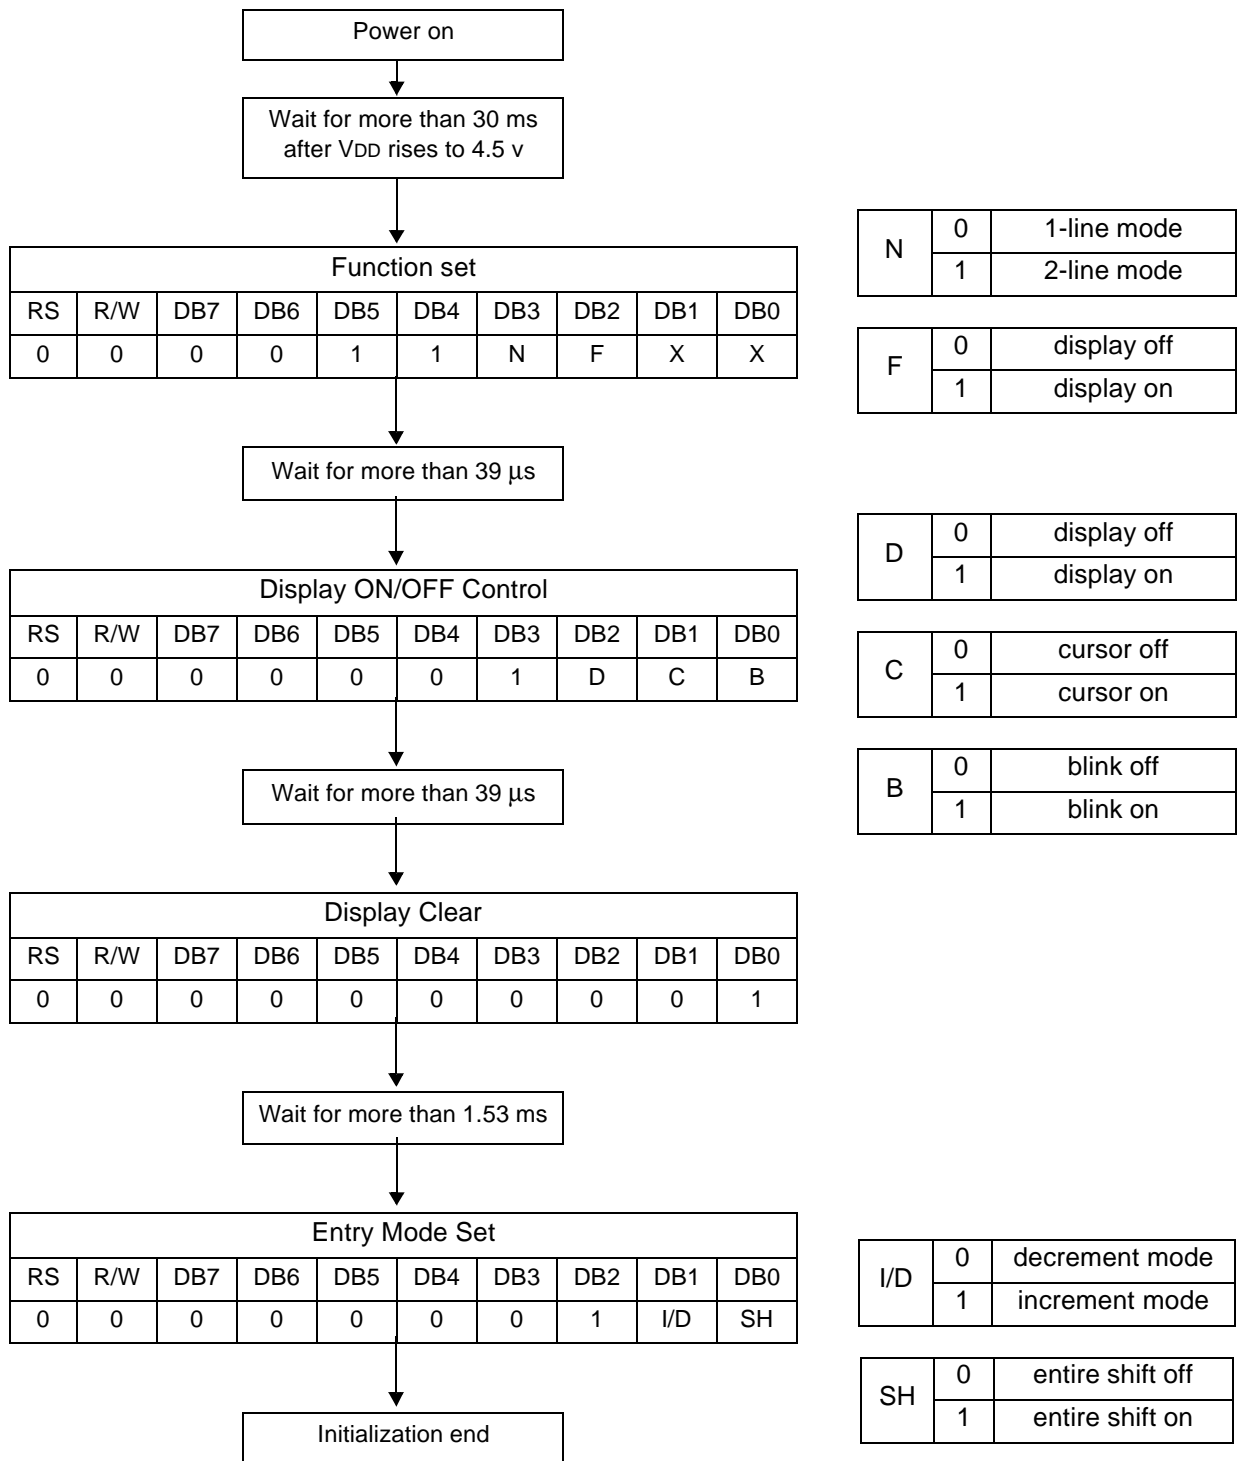 Power on
Wait for more than 30 ms
after VDD rises to 4.5 v
Function set
RS R/W DB7 DB6 DB5 DB4 DB3 DB2 DB1 DB0
0 0 0 0 1 1 N F X X
N 0 1-line mode
1 2-line mode
F 0 display off
1 display on
Wait for more than 39 μs
Display ON/OFF Control
RS R/W DB7 DB6 DB5 DB4 DB3 DB2 DB1 DB0
0 0 0 0 0 0 1 D C B
D 0 display off
1 display on
C 0 cursor off
1 cursor on
B 0 blink off
1 blink on
Wait for more than 39 μs
Display Clear
RS R/W DB7 DB6 DB5 DB4 DB3 DB2 DB1 DB0
0 0 0 0 0 0 0 0 0 1
Wait for more than 1.53 ms
Entry Mode Set
RS R/W DB7 DB6 DB5 DB4 DB3 DB2 DB1 DB0
0 0 0 0 0 0 0 1 I/D SH
I/D 0 decrement mode
1 increment mode
SH 0 entire shift off
1 entire shift on
Initialization end